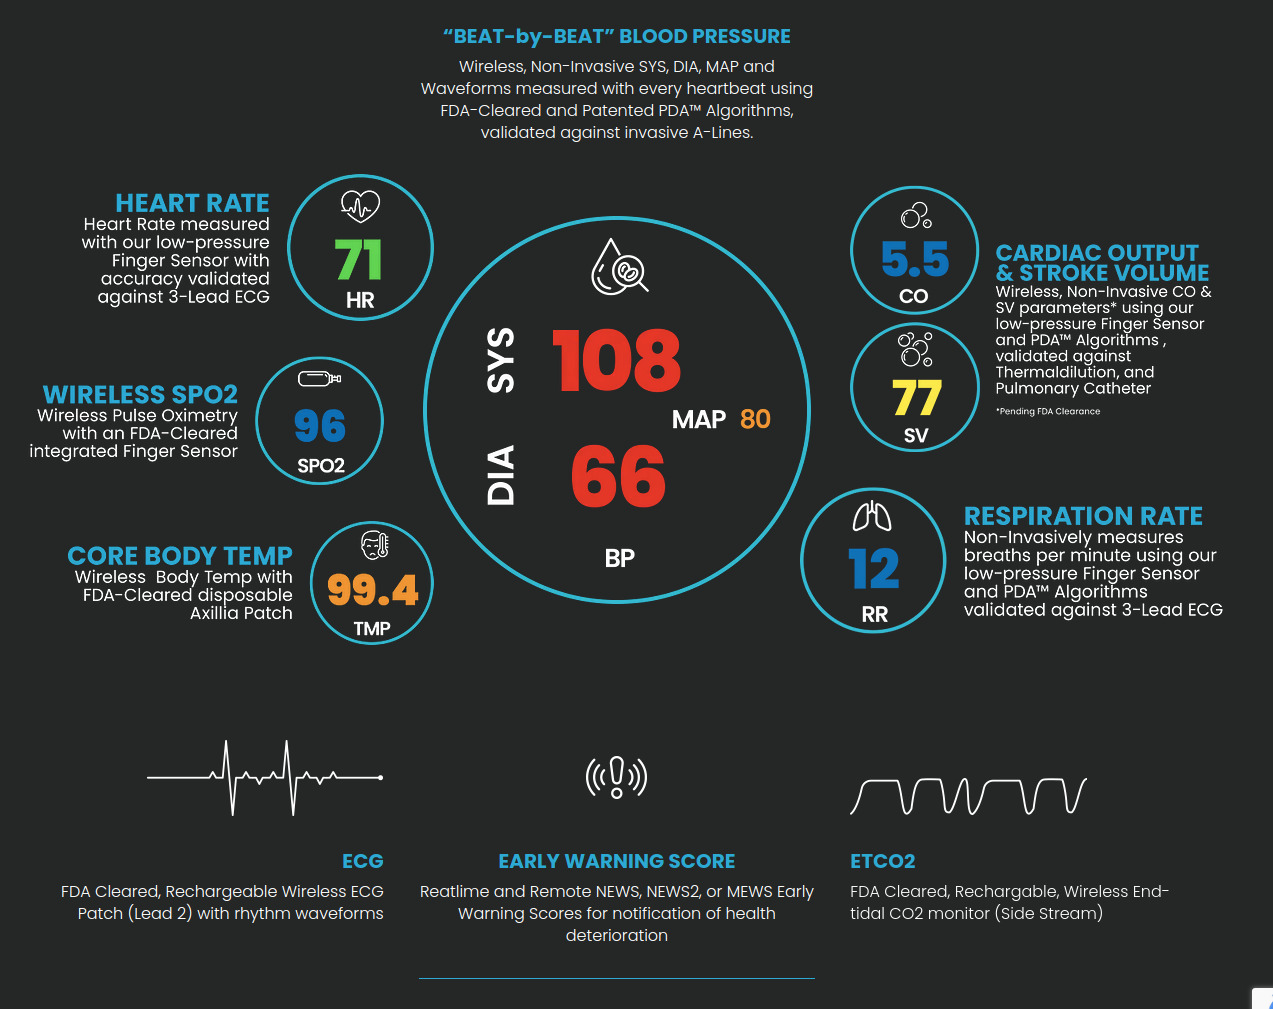 “BEAT-by-BEAT” BLOOD PRESSURE
Wireless, Non-Invasive SYS, DIA, MAP and
Waveforms measured with every heartbeat using
FDA-Cleared and Patented PDA™ Algorithms,
validated against invasive A-Lines.
HEART RATE
Heart Rate measured
with our low-pressure
Finger Sensor with
accuracy validated
against 3-Lead ECG
71
HR
WIRELESS SPO2
Wireless Pulse Oximetry
with an FDA-Cleared
integrated Finger Sensor
96
SPO2
CORE BODY TEMP
Wireless Body Temp with
FDA-Cleared disposable
Axillia Patch
99.4
TMP
SYS 108
MAP 80
DIA 66
BP
5.5
CO
77
SV
CARDIAC OUTPUT
& STROKE VOLUME
Wireless, Non-Invasive CO &
SV parameters* using our
low-pressure Finger Sensor
and PDA™ Algorithms ,
validated against
Thermaldilution, and
Pulmonary Catheter
*Pending FDA Clearance
12
RR
RESPIRATION RATE
Non-Invasively measures
breaths per minute using our
low-pressure Finger Sensor
and PDA™ Algorithms
validated against 3-Lead ECG
ECG
FDA Cleared, Rechargeable Wireless ECG
Patch (Lead 2) with rhythm waveforms
EARLY WARNING SCORE
Reatlime and Remote NEWS, NEWS2, or MEWS Early
Warning Scores for notification of health
deterioration
ETCO2
FDA Cleared, Rechargable, Wireless End-
tidal CO2 monitor (Side Stream)